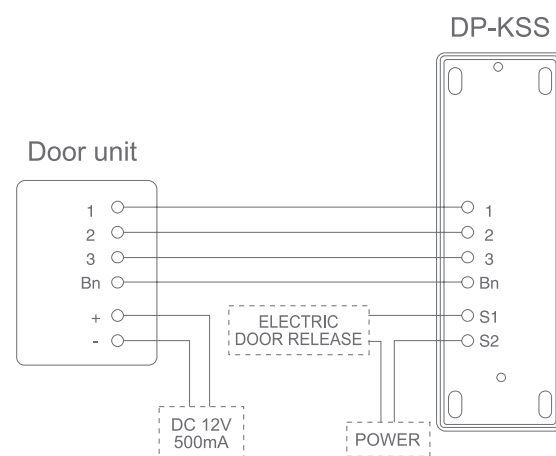 DP-KSS
Door unit
1
2
3
Bn
+
-
1
2
3
Bn
S1
S2
ELECTRIC
DOOR RELEASE
DC 12V
500mA
POWER